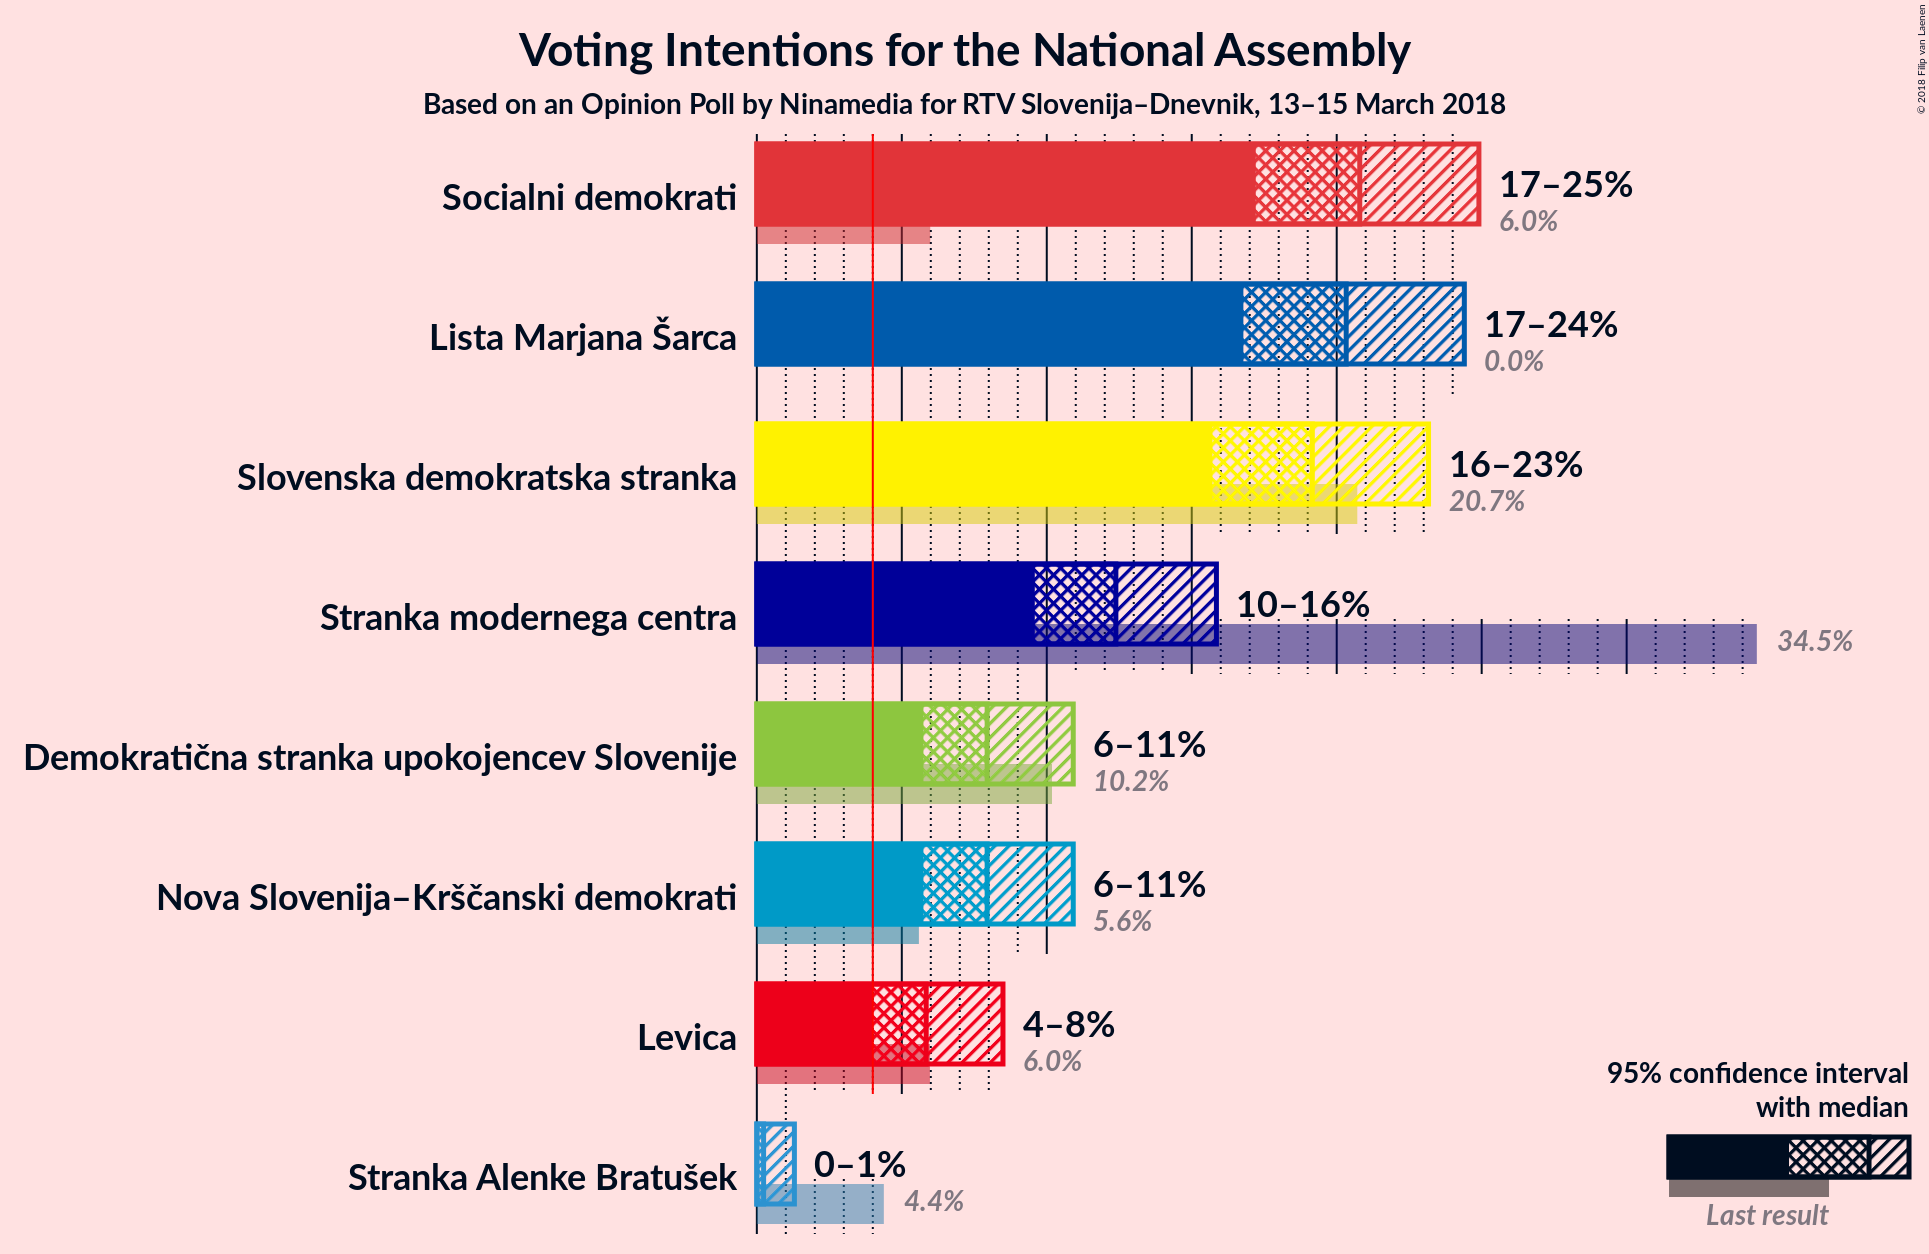 Voting Intentions for the National Assembly
Based on an Opinion Poll by Ninamedia for RTV Slovenija–Dnevnik, 13–15 March 2018
© 2018 Filip van Laenen
Socialni demokrati
17–25%
6.0%
Lista Marjana Šarca
17–24%
0.0%
Slovenska demokratska stranka
16–23%
20.7%
Stranka modernega centra
10–16%
34.5%
Demokratična stranka upokojencev Slovenije
6–11%
10.2%
Nova Slovenija–Krščanski demokrati
6–11%
5.6%
Levica
4–8%
6.0%
Stranka Alenke Bratušek
0–1%
4.4%
95% confidence interval
with median
Last result